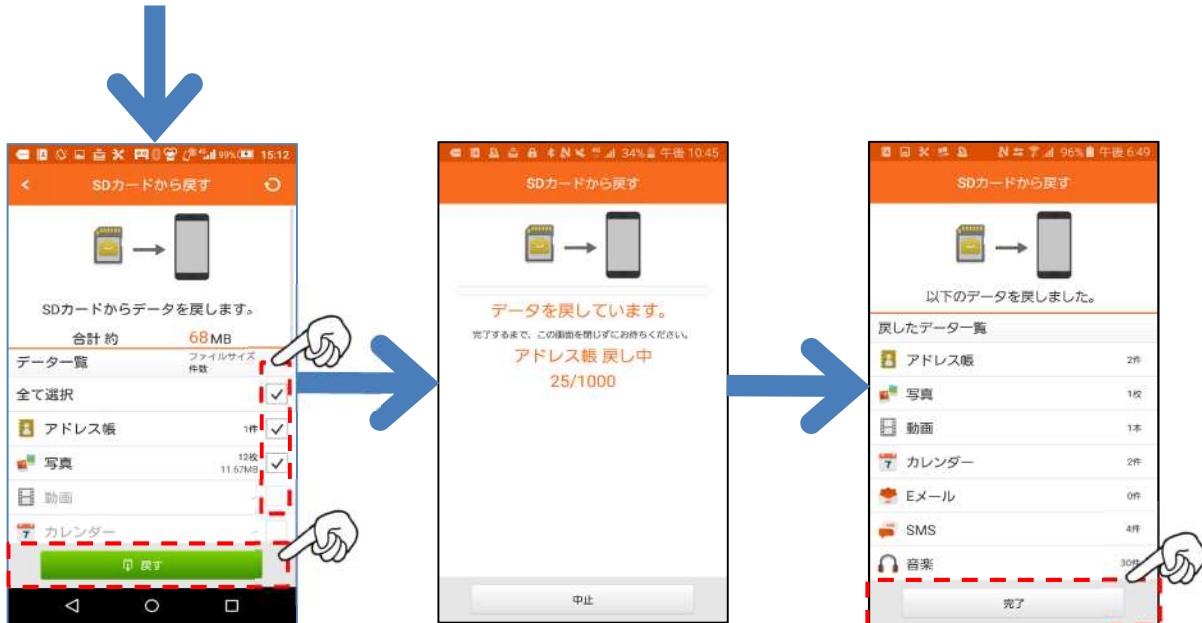 99% 15:12
SDカードから戻す
SDカードからデータを戻します。
合計 約 68MB
データ一覧 ファイルサイズ
件数
全て選択
アドレス帳 1件
写真 12枚
11.67MB
動画 -
カレンダー -
戻す
34% 午後 10:45
SDカードから戻す
データを戻しています。
完了するまで、この画面を閉じずにお待ちください。
アドレス帳 戻し中
25/1000
中止
96% 午後 6:49
SDカードから戻す
以下のデータを戻しました。
戻したデータ一覧
アドレス帳 2件
写真 1枚
動画 1本
7 カレンダー 2件
Eメール 0件
SMS 4件
音楽 30件
完了